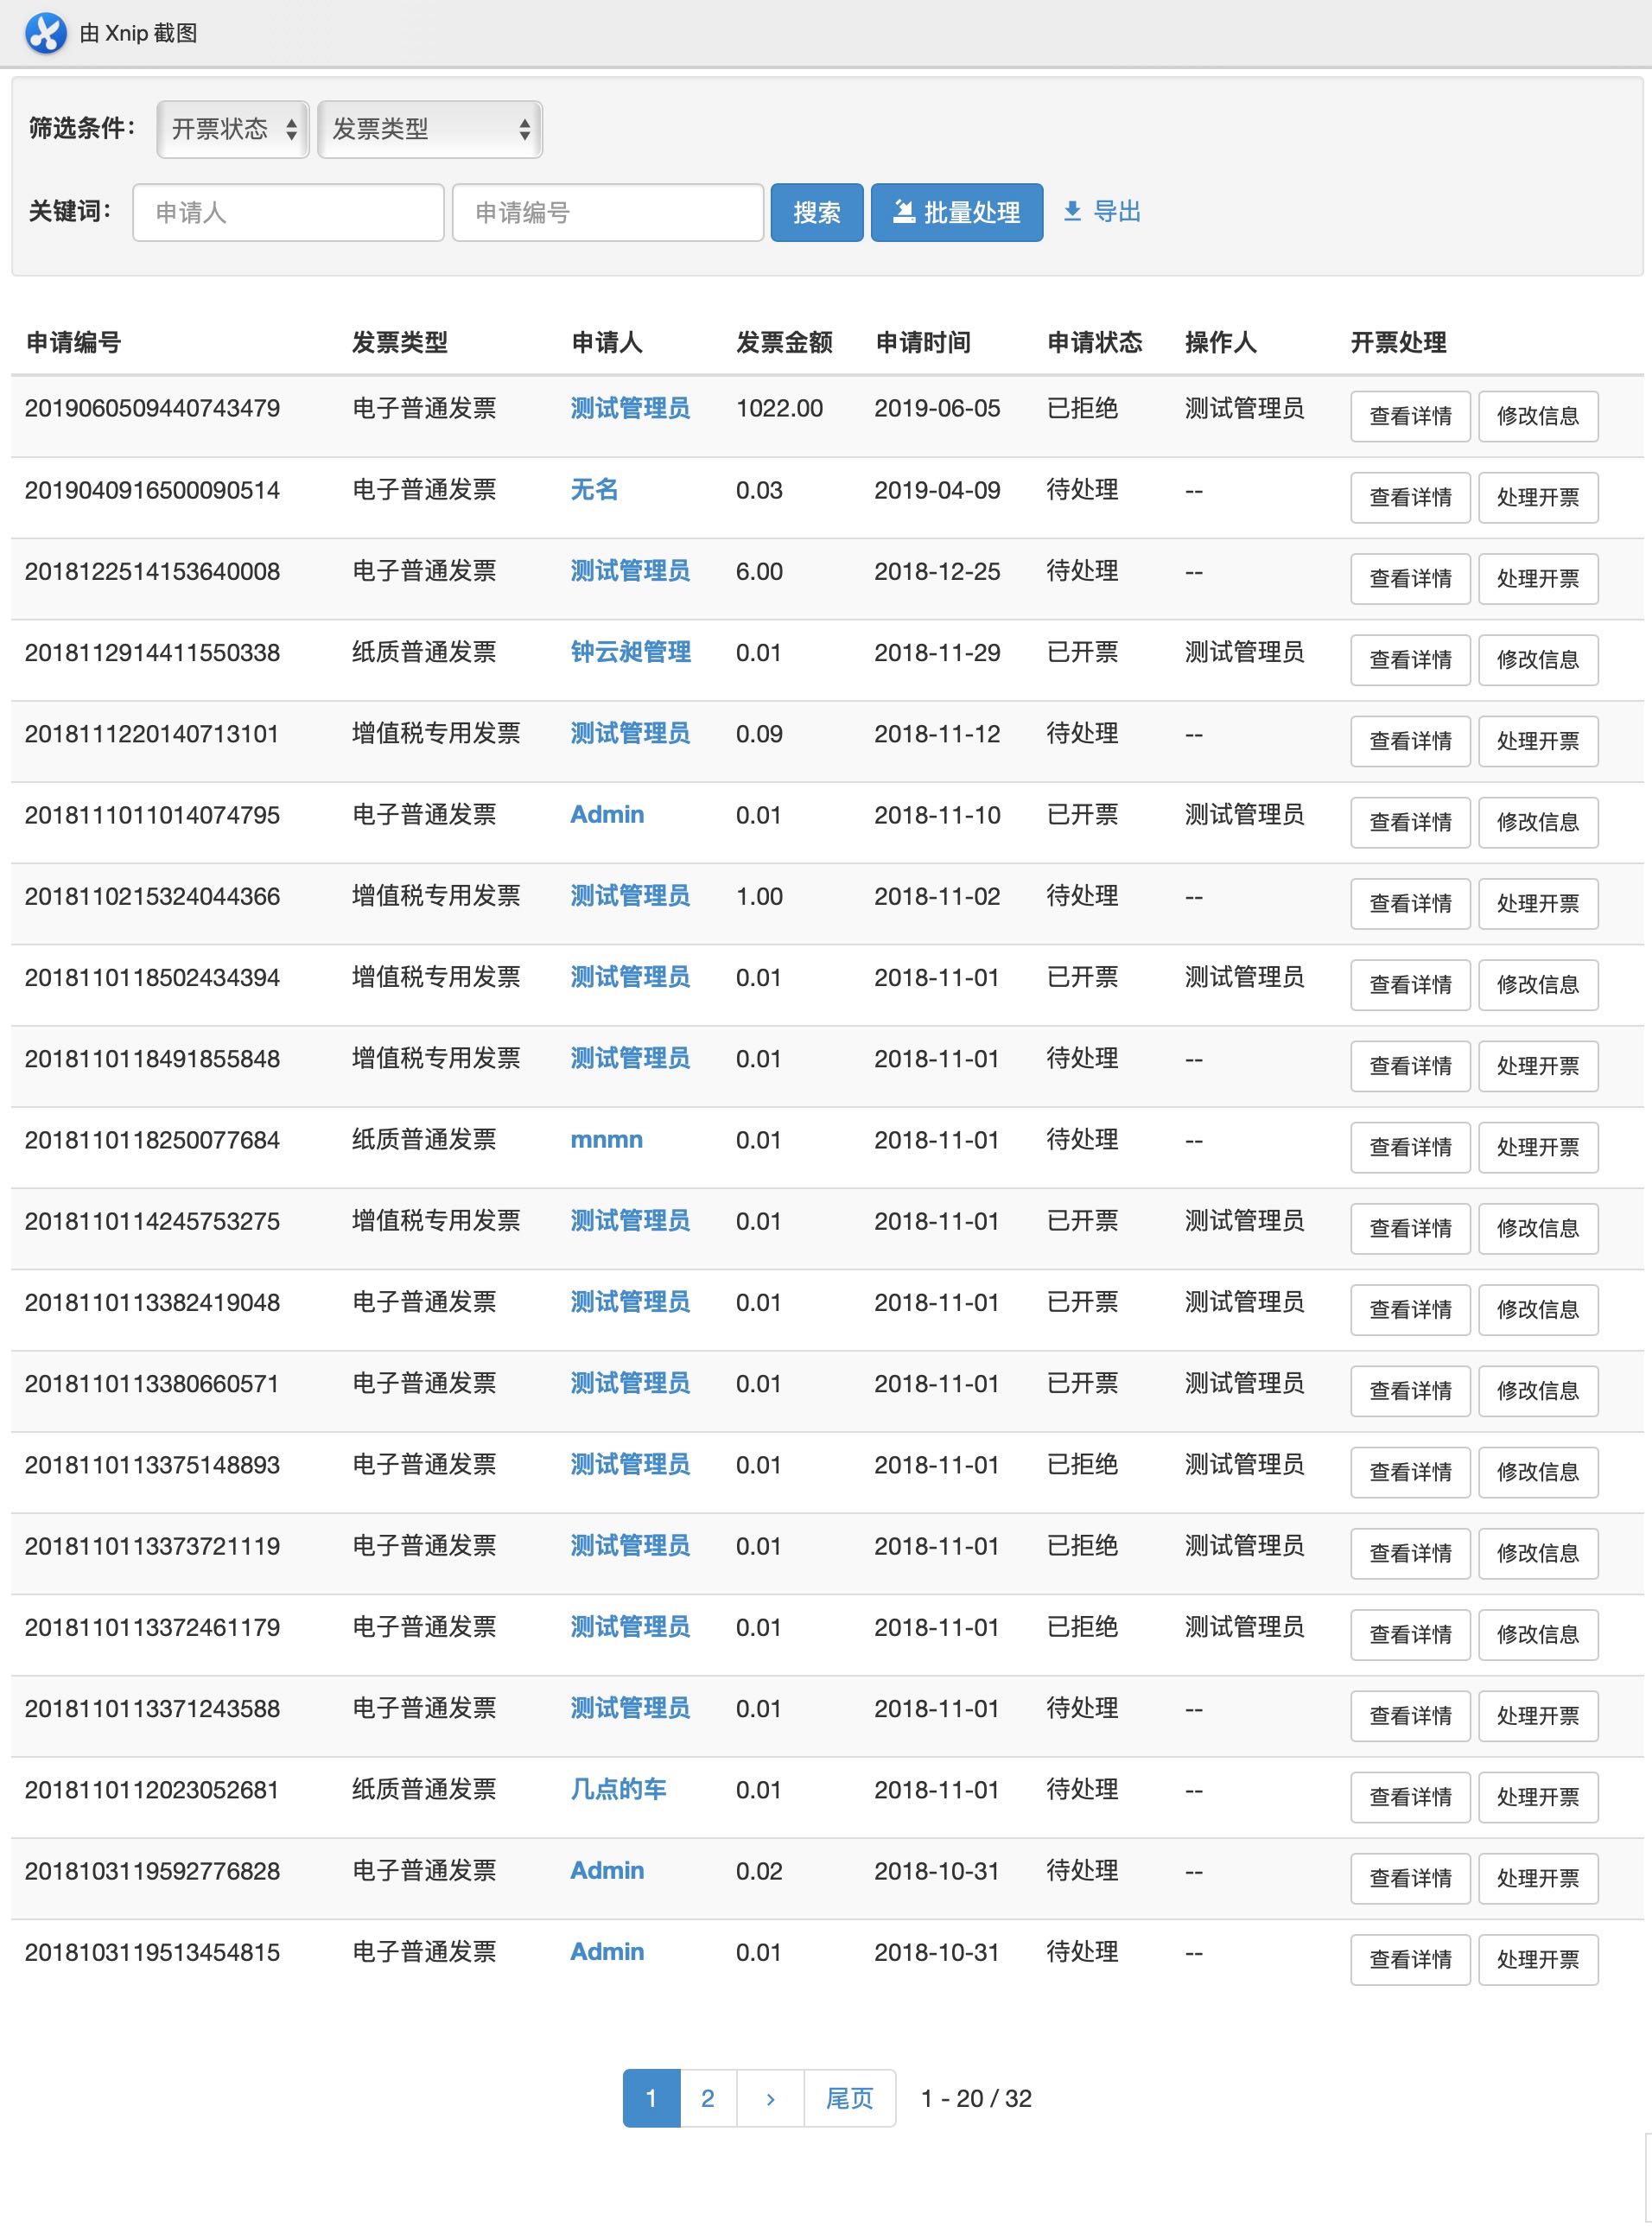 由 Xnip 截图
筛选条件： 开票状态 发票类型
关键词： 申请人 申请编号 搜索 批量处理 导出
申请编号 发票类型 申请人 发票金额 申请时间 申请状态 操作人 开票处理
2019060509440743479 电子普通发票 测试管理员 1022.00 2019-06-05 已拒绝 测试管理员 查看详情 修改信息
2019040916500090514 电子普通发票 无名 0.03 2019-04-09 待处理 -- 查看详情 处理开票
2018122514153640008 电子普通发票 测试管理员 6.00 2018-12-25 待处理 -- 查看详情 处理开票
2018112914411550338 纸质普通发票 钟云昶管理 0.01 2018-11-29 已开票 测试管理员 查看详情 修改信息
2018111220140713101 增值税专用发票 测试管理员 0.09 2018-11-12 待处理 -- 查看详情 处理开票
2018111011014074795 电子普通发票 Admin 0.01 2018-11-10 已开票 测试管理员 查看详情 修改信息
2018110215324044366 增值税专用发票 测试管理员 1.00 2018-11-02 待处理 -- 查看详情 处理开票
2018110118502434394 增值税专用发票 测试管理员 0.01 2018-11-01 已开票 测试管理员 查看详情 修改信息
2018110118491855848 增值税专用发票 测试管理员 0.01 2018-11-01 待处理 -- 查看详情 处理开票
2018110118250077684 纸质普通发票 mnmn 0.01 2018-11-01 待处理 -- 查看详情 处理开票
2018110114245753275 增值税专用发票 测试管理员 0.01 2018-11-01 已开票 测试管理员 查看详情 修改信息
2018110113382419048 电子普通发票 测试管理员 0.01 2018-11-01 已开票 测试管理员 查看详情 修改信息
2018110113380660571 电子普通发票 测试管理员 0.01 2018-11-01 已开票 测试管理员 查看详情 修改信息
2018110113375148893 电子普通发票 测试管理员 0.01 2018-11-01 已拒绝 测试管理员 查看详情 修改信息
2018110113373721119 电子普通发票 测试管理员 0.01 2018-11-01 已拒绝 测试管理员 查看详情 修改信息
2018110113372461179 电子普通发票 测试管理员 0.01 2018-11-01 已拒绝 测试管理员 查看详情 修改信息
2018110113371243588 电子普通发票 测试管理员 0.01 2018-11-01 待处理 -- 查看详情 处理开票
2018110112023052681 纸质普通发票 几点的车 0.01 2018-11-01 待处理 -- 查看详情 处理开票
2018103119592776828 电子普通发票 Admin 0.02 2018-10-31 待处理 -- 查看详情 处理开票
2018103119513454815 电子普通发票 Admin 0.01 2018-10-31 待处理 -- 查看详情 处理开票
1 2 › 尾页 1 - 20 / 32